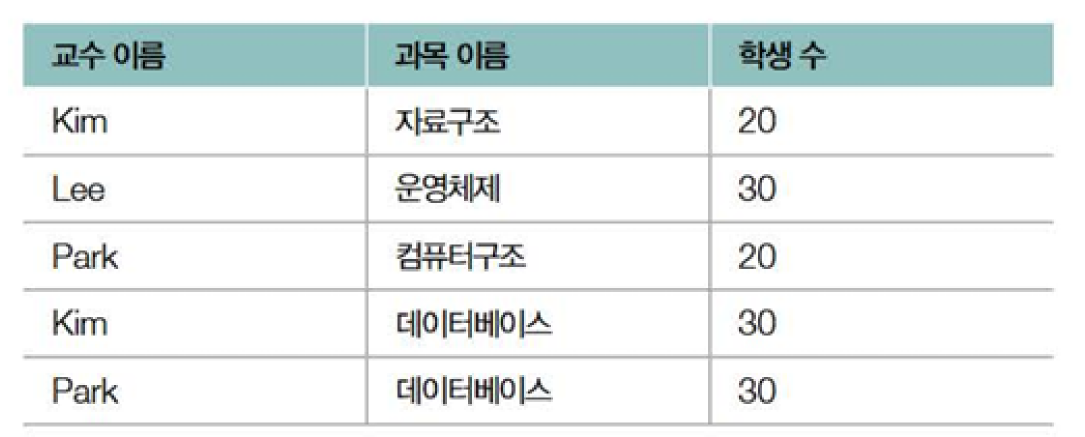 교수 이름 과목 이름 학생 수
Kim 자료구조 20
Lee 운영체제 30
Park 컴퓨터구조 20
Kim 데이터베이스 30
Park 데이터베이스 30